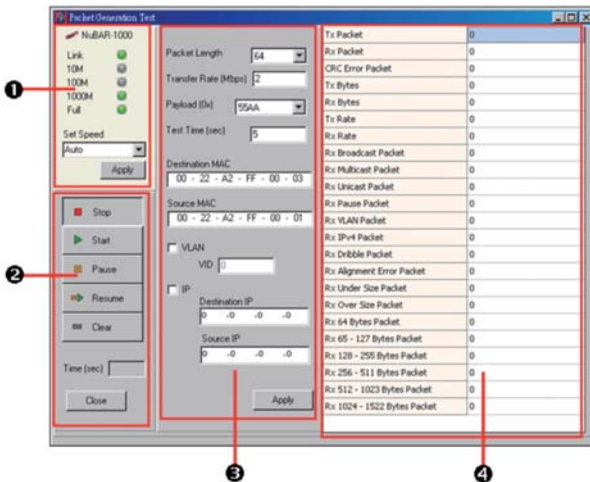 Packet Generation Test
NuBAR-1000
Link
10M
100M
1000M
Full
Set Speed
Auto
Apply
Stop
Start
Pause
Resume
Clear
Time (sec)
Close
Packet Length 64
Transfer Rate (Mbps) 2
Payload (0x) 55AA
Test Time (sec) 5
Destination MAC
00 - 22 - A2 - FF - 00 - 03
Source MAC
00 - 22 - A2 - FF - 00 - 01
VLAN
VID 0
IP
Destination IP
0 .0 .0 .0
Source IP
0 .0 .0 .0
Apply
Tx Packet 0
Rx Packet 0
CRC Error Packet 0
Tx Bytes 0
Rx Bytes 0
Tx Rate 0
Rx Rate 0
Rx Broadcast Packet 0
Rx Multicast Packet 0
Rx Unicast Packet 0
Rx Pause Packet 0
Rx VLAN Packet 0
Rx IPv4 Packet 0
Rx Dribble Packet 0
Rx Alignment Error Packet 0
Rx Under Size Packet 0
Rx Over Size Packet 0
Rx 64 Bytes Packet 0
Rx 65 - 127 Bytes Packet 0
Rx 128 - 255 Bytes Packet 0
Rx 256 - 511 Bytes Packet 0
Rx 512 - 1023 Bytes Packet 0
Rx 1024 - 1522 Bytes Packet 0
❶
❷
❸
❹